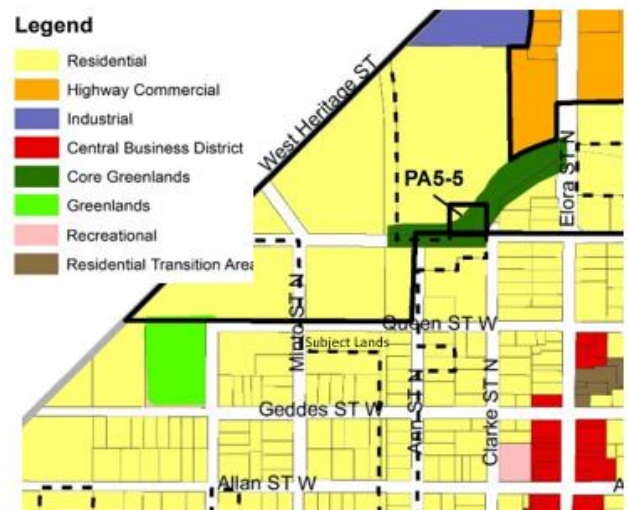 Legend
Residential
Highway Commercial
Industrial
Central Business District
Core Greenlands
Greenlands
Recreational
Residential Transition Area
West Heritage ST
PA5-5
Elora ST N
Minto ST N
Queen ST W
Subject Lands
Ann ST N
Clarke ST N
Geddes ST W
Allan ST W
A